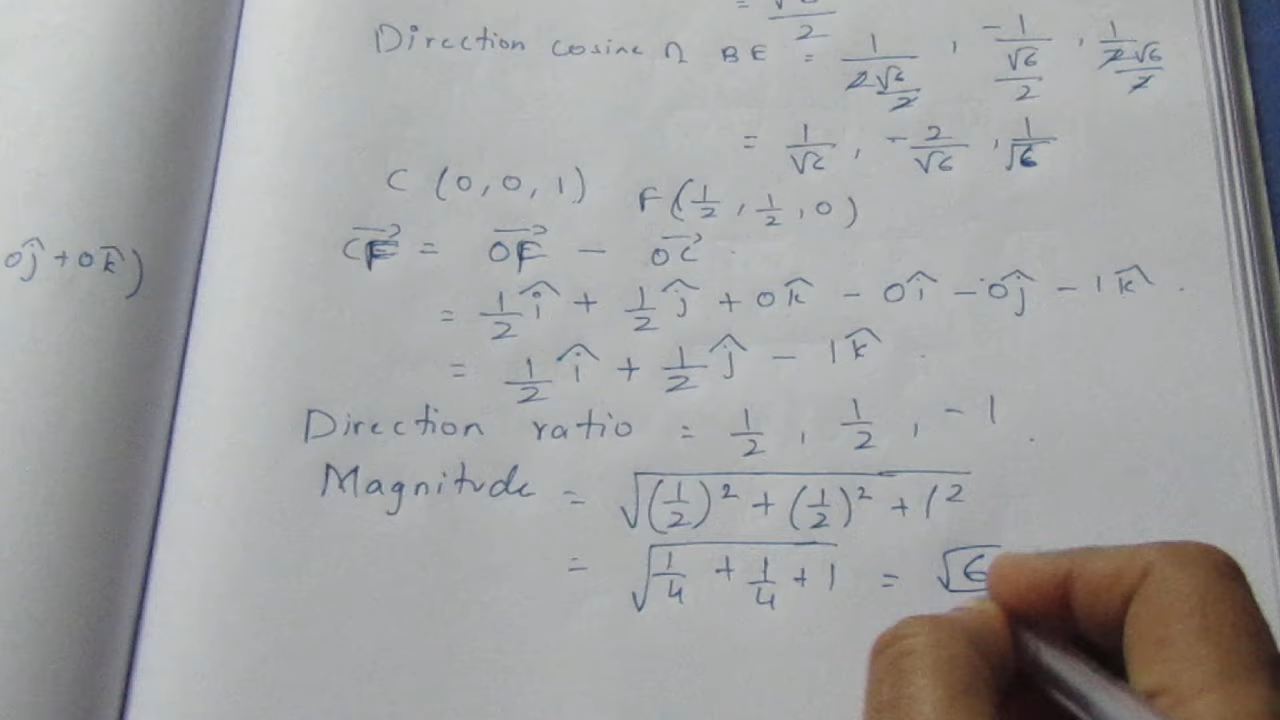 = √6/2
Direction cosine n BE = 1/(2√6/2) , -1/(√6/2) , 1/(2√6/2)
= 1/√6 , -2/√6 , 1/√6
C (0,0,1) F(1/2 , 1/2 , 0)
CF = OF - OC .
0ĵ + 0k̂)
= 1/2 î + 1/2 ĵ + 0k̂ - 0î - 0ĵ - 1k̂ .
= 1/2 î + 1/2 ĵ - 1k̂ .
Direction ratio = 1/2 , 1/2 , -1 .
Magnitude = √((1/2)² + (1/2)² + 1²)
= √(1/4 + 1/4 + 1) = √6